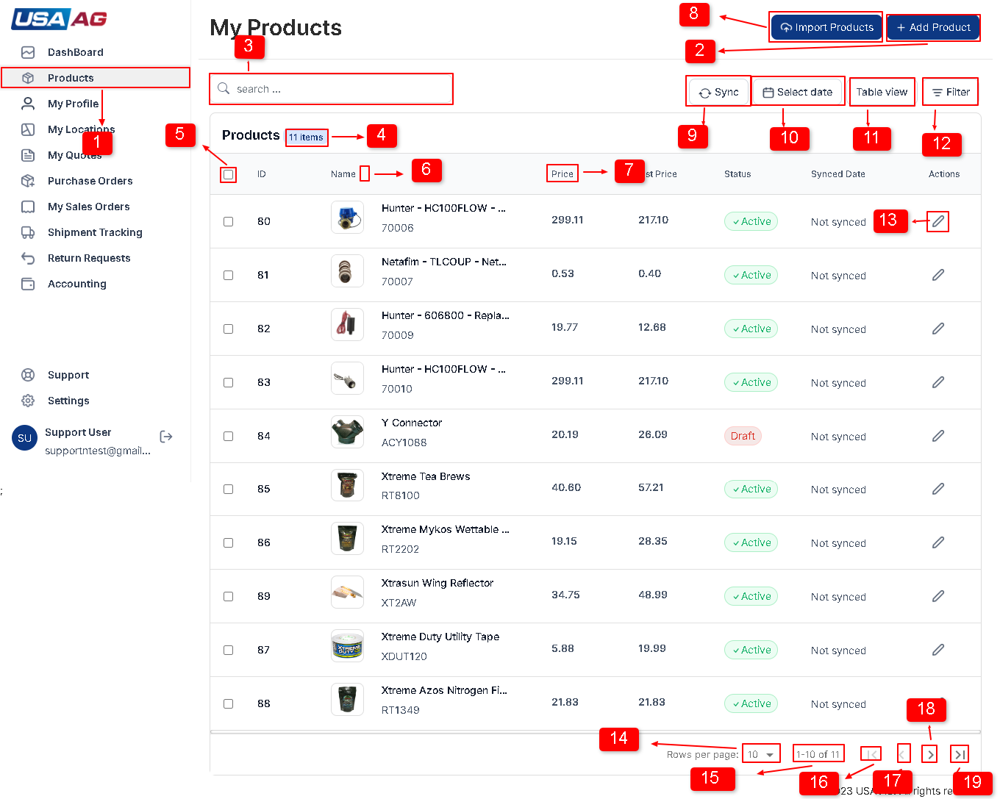 USA AG
DashBoard
Products
My Profile
My Locations
My Quotes
Purchase Orders
My Sales Orders
Shipment Tracking
Return Requests
Accounting
Support
Settings
SU
Support User
supportntest@gmail...
;
1
My Products
8
Import Products
+ Add Product
2
3
search ...
Sync
Select date
Table view
Filter
9
10
11
12
Products 11 items
4
5
ID Name Price st Price Status Synced Date Actions
6
7
80 Hunter - HC100FLOW - ... 299.11 217.10 Active Not synced
70006
13
81 Netafim - TLCOUP - Net... 0.53 0.40 Active Not synced
70007
82 Hunter - 606800 - Repla... 19.77 12.68 Active Not synced
70009
83 Hunter - HC100FLOW - ... 299.11 217.10 Active Not synced
70010
84 Y Connector 20.19 26.09 Draft Not synced
ACY1088
85 Xtreme Tea Brews 40.60 57.21 Active Not synced
RT8100
86 Xtreme Mykos Wettable ... 19.15 28.35 Active Not synced
RT2202
89 Xtrasun Wing Reflector 34.75 48.99 Active Not synced
XT2AW
87 Xtreme Duty Utility Tape 5.88 19.99 Active Not synced
XDUT120
XTREME
DUTY
88 Xtreme Azos Nitrogen Fi... 21.83 21.83 Active Not synced
RT1349
18
14
Rows per page: 10 1-10 of 11
15
16
17
19